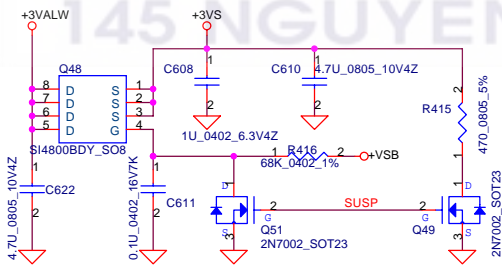 145 NGUYEN
+3VALW
+3VS
Q48
8 D S 1
7 D S 2
6 D S 3
5 D G 4
SI4800BDY_SO8
C608
1
2
1U_0402_6.3V4Z
C610
1
2
4.7U_0805_10V4Z
2
R415
1
470_0805_5%
1
C622
2
4.7U_0805_10V4Z
1
C611
2
0.1U_0402_16V7K
R416
1 2
68K_0402_1%
+VSB
D 1
2 G
S 3
Q51
2N7002_SOT23
SUSP
D 1
2 G
S 3
Q49
2N7002_SOT23